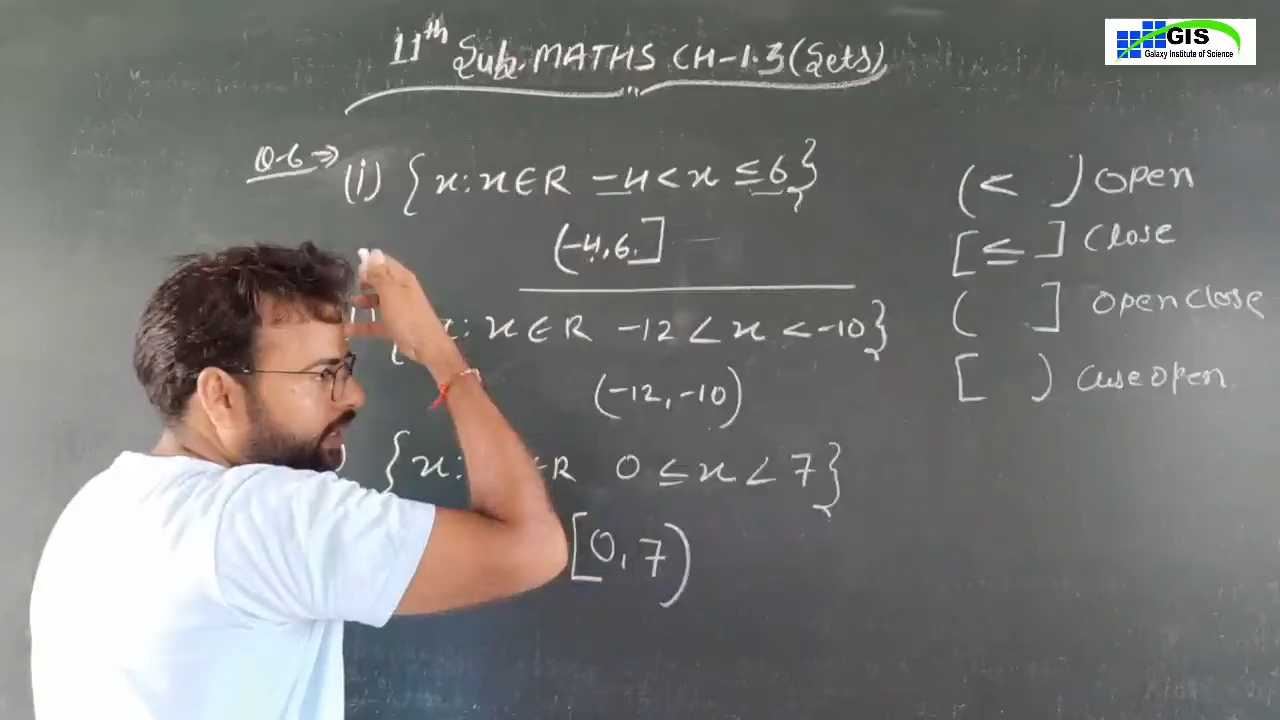 11th Sub. MATHS CH-1.3 (Sets)
GIS
Galaxy Institute of Science
Q-6 ⇒ (i) {x: x∈R -4 < x ≤ 6}
(-4, 6.]
x: x∈R -12 < x < -10}
(-12, -10)
{x: R 0 ≤ x < 7}
[0, 7)
(< ) open
[≤ ] close
( ] open close
[ ) open